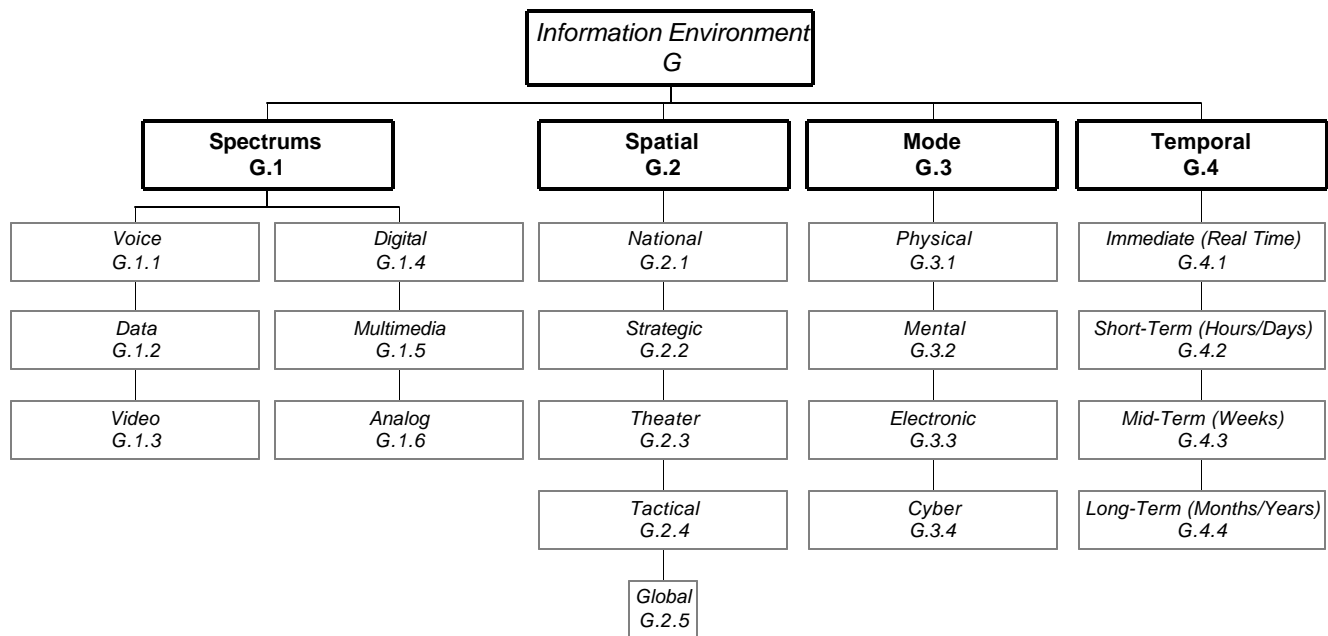 Information Environment
G
Spectrums
G.1
Spatial
G.2
Mode
G.3
Temporal
G.4
Voice
G.1.1
Digital
G.1.4
National
G.2.1
Physical
G.3.1
Immediate (Real Time)
G.4.1
Data
G.1.2
Multimedia
G.1.5
Strategic
G.2.2
Mental
G.3.2
Short-Term (Hours/Days)
G.4.2
Video
G.1.3
Analog
G.1.6
Theater
G.2.3
Electronic
G.3.3
Mid-Term (Weeks)
G.4.3
Tactical
G.2.4
Cyber
G.3.4
Long-Term (Months/Years)
G.4.4
Global
G.2.5